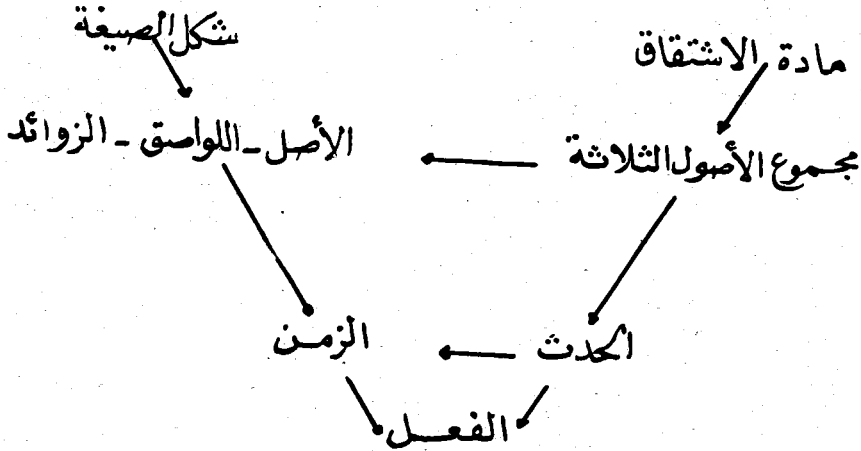 شكل الصيغة
مادة الاشتقاق
مجموع الأصول الثلاثة
الأصل - اللواصق - الزوائد
الحدث
الزمن
الفعل